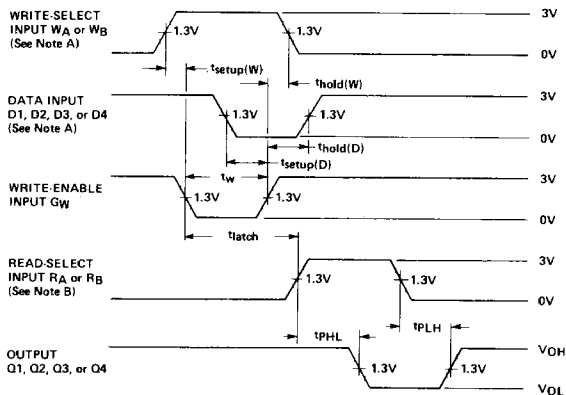 WRITE-SELECT
INPUT WA or WB
(See Note A)
1.3V
1.3V
3V
0V
tsetup(W)
thold(W)
DATA INPUT
D1, D2, D3, or D4
(See Note A)
1.3V
1.3V
3V
0V
thold(D)
tsetup(D)
tw
WRITE-ENABLE
INPUT GW
1.3V
1.3V
3V
0V
tlatch
READ-SELECT
INPUT RA or RB
(See Note B)
1.3V
1.3V
3V
0V
tPHL
tPLH
OUTPUT
Q1, Q2, Q3, or Q4
1.3V
1.3V
VOH
VOL